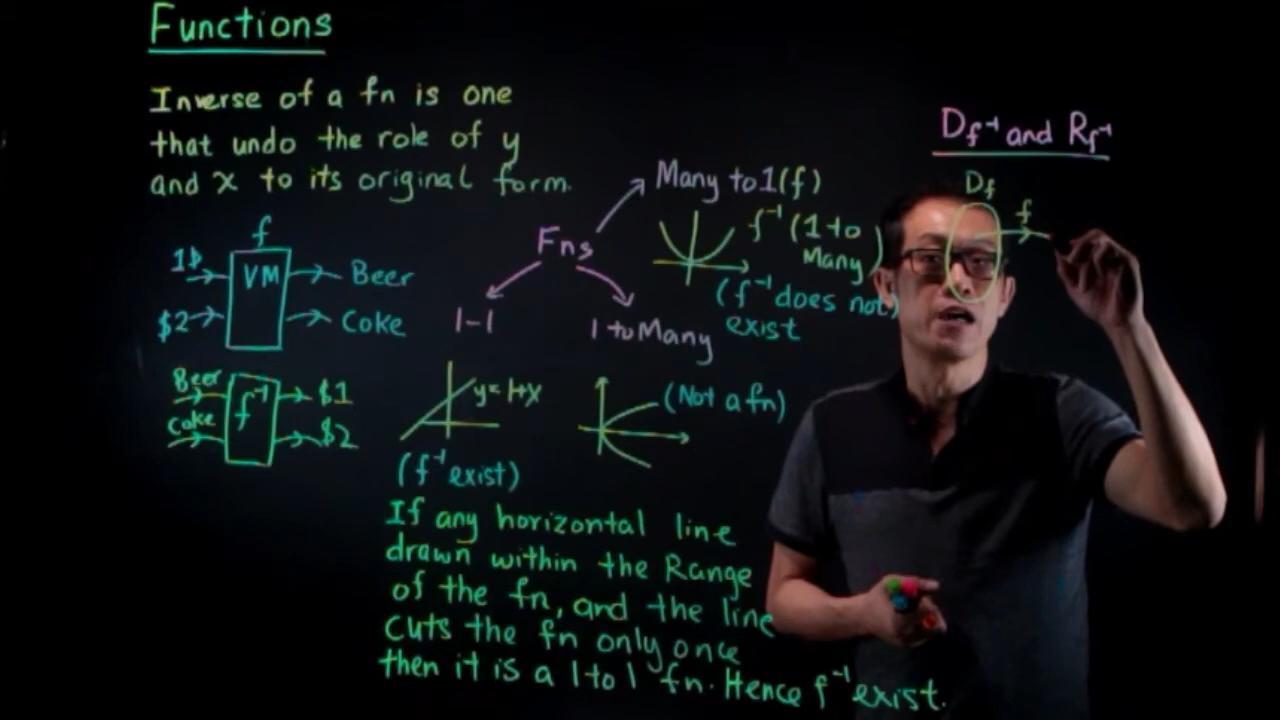 Functions
Inverse of a fn is one
that undo the role of y
and x to its original form.
f
VM
$2
Beer
Coke
Beer
Coke
f⁻¹
$1
$2
Fns
Many to 1(f)
f⁻¹ (1 to
Many)
(f⁻¹ does not)
exist
1-1
1 to Many
y=1+x
(f⁻¹ exist)
(Not a fn)
If any horizontal line
drawn within the Range
of the fn, and the line
cuts the fn only once
then it is a 1 to 1 fn. Hence f⁻¹ exist.
Df⁻¹ and Rf⁻¹
Df
f